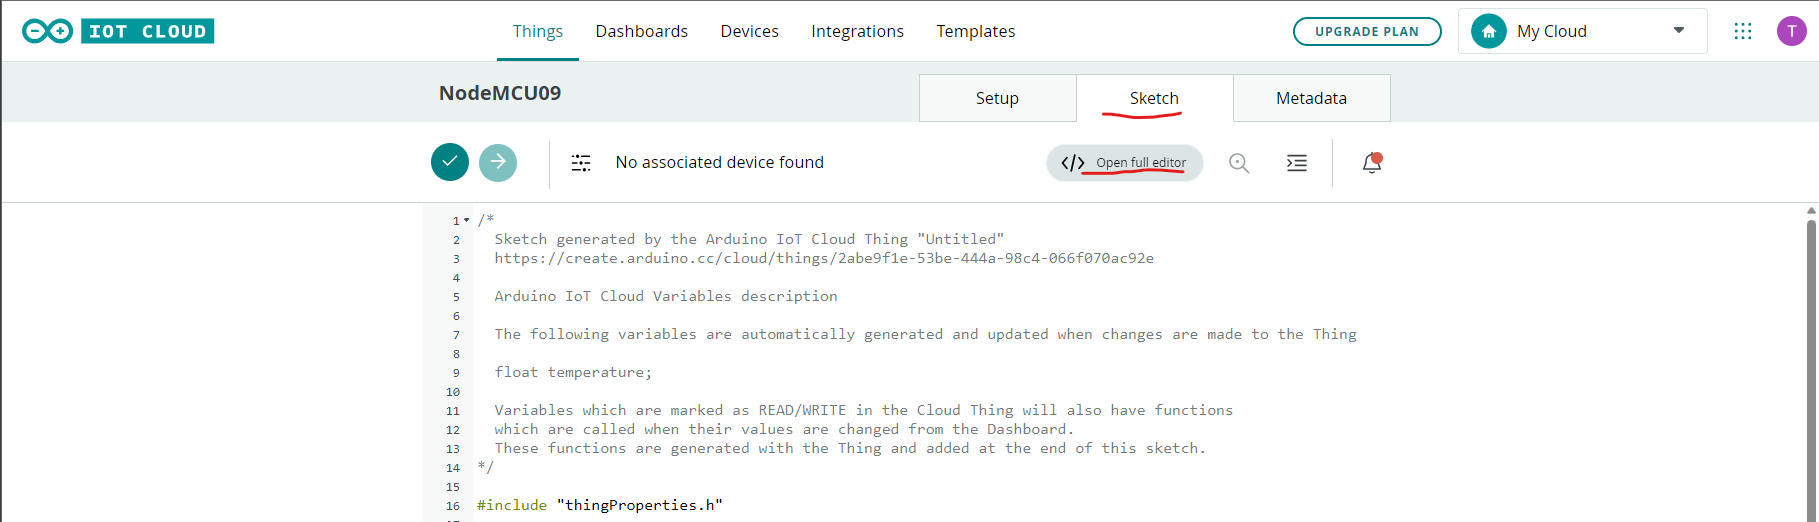 IOT CLOUD Things Dashboards Devices Integrations Templates UPGRADE PLAN My Cloud T
NodeMCU09 Setup Sketch Metadata
No associated device found </> Open full editor
1 /*
2 Sketch generated by the Arduino IoT Cloud Thing "Untitled"
3 https://create.arduino.cc/cloud/things/2abe9f1e-53be-444a-98c4-066f070ac92e
4
5 Arduino IoT Cloud Variables description
6
7 The following variables are automatically generated and updated when changes are made to the Thing
8
9 float temperature;
10
11 Variables which are marked as READ/WRITE in the Cloud Thing will also have functions
12 which are called when their values are changed from the Dashboard.
13 These functions are generated with the Thing and added at the end of this sketch.
14 */
15
16 #include "thingProperties.h"